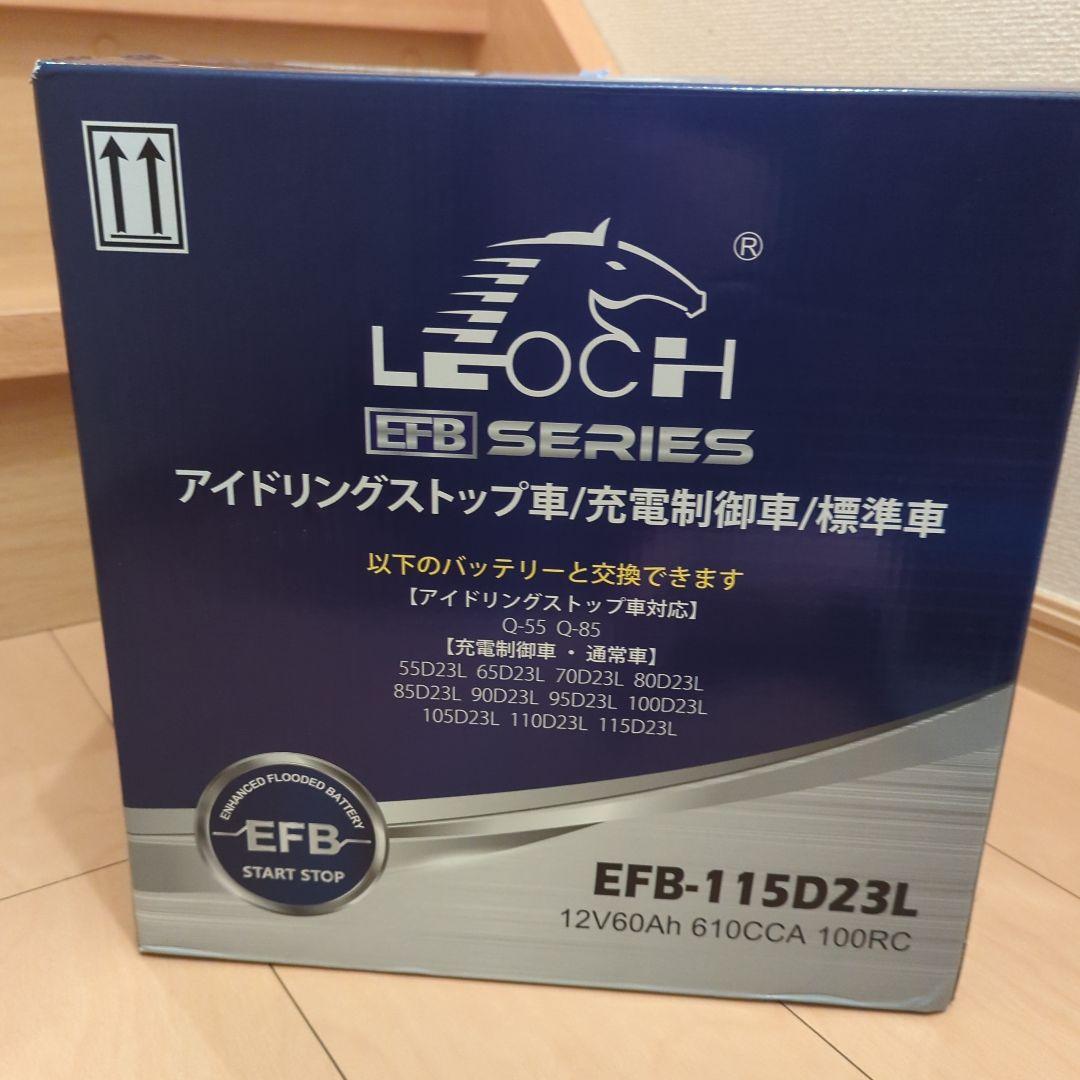 ®
LEOCH
EFB SERIES
アイドリングストップ車/充電制御車/標準車
以下のバッテリーと交換できます
【アイドリングストップ車対応】
Q-55 Q-85
【充電制御車・通常車】
55D23L 65D23L 70D23L 80D23L
85D23L 90D23L 95D23L 100D23L
105D23L 110D23L 115D23L
ENHANCED FLOODED BATTERY
EFB
START STOP
EFB-115D23L
12V60Ah 610CCA 100RC